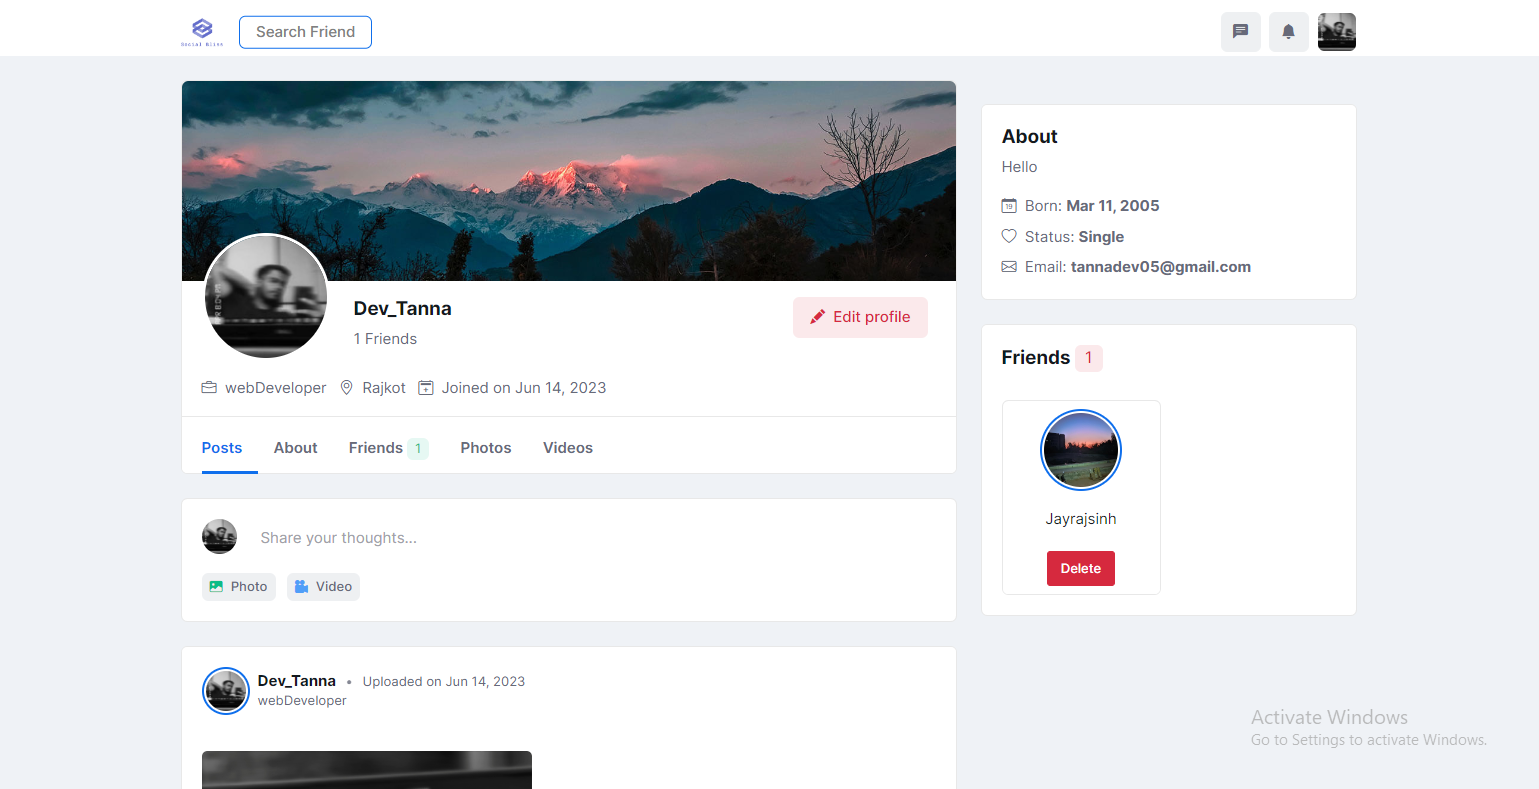 Social Bliss
Search Friend
Dev_Tanna
1 Friends
Edit profile
webDeveloper
Rajkot
Joined on Jun 14, 2023
Posts
About
Friends 1
Photos
Videos
Share your thoughts...
Photo
Video
Dev_Tanna • Uploaded on Jun 14, 2023
webDeveloper
About
Hello
19
Born: Mar 11, 2005
Status: Single
Email: tannadev05@gmail.com
Friends 1
Jayrajsinh
Delete
Activate Windows
Go to Settings to activate Windows.